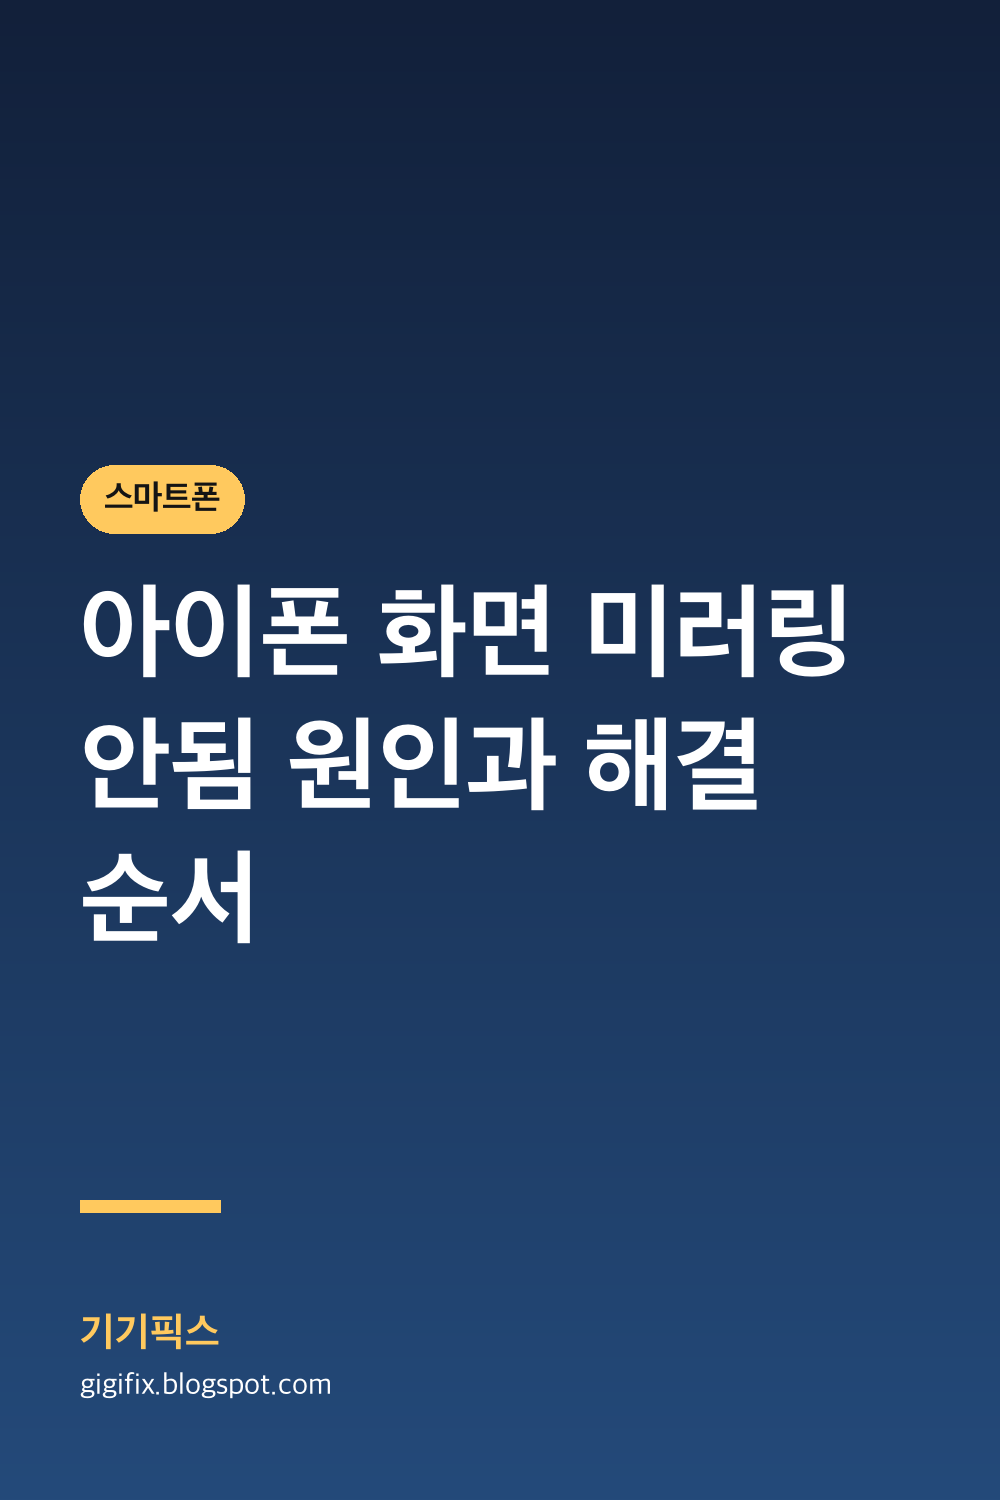 스마트폰
아이폰 화면 미러링
안됨 원인과 해결
순서
기기픽스
gigifix.blogspot.com